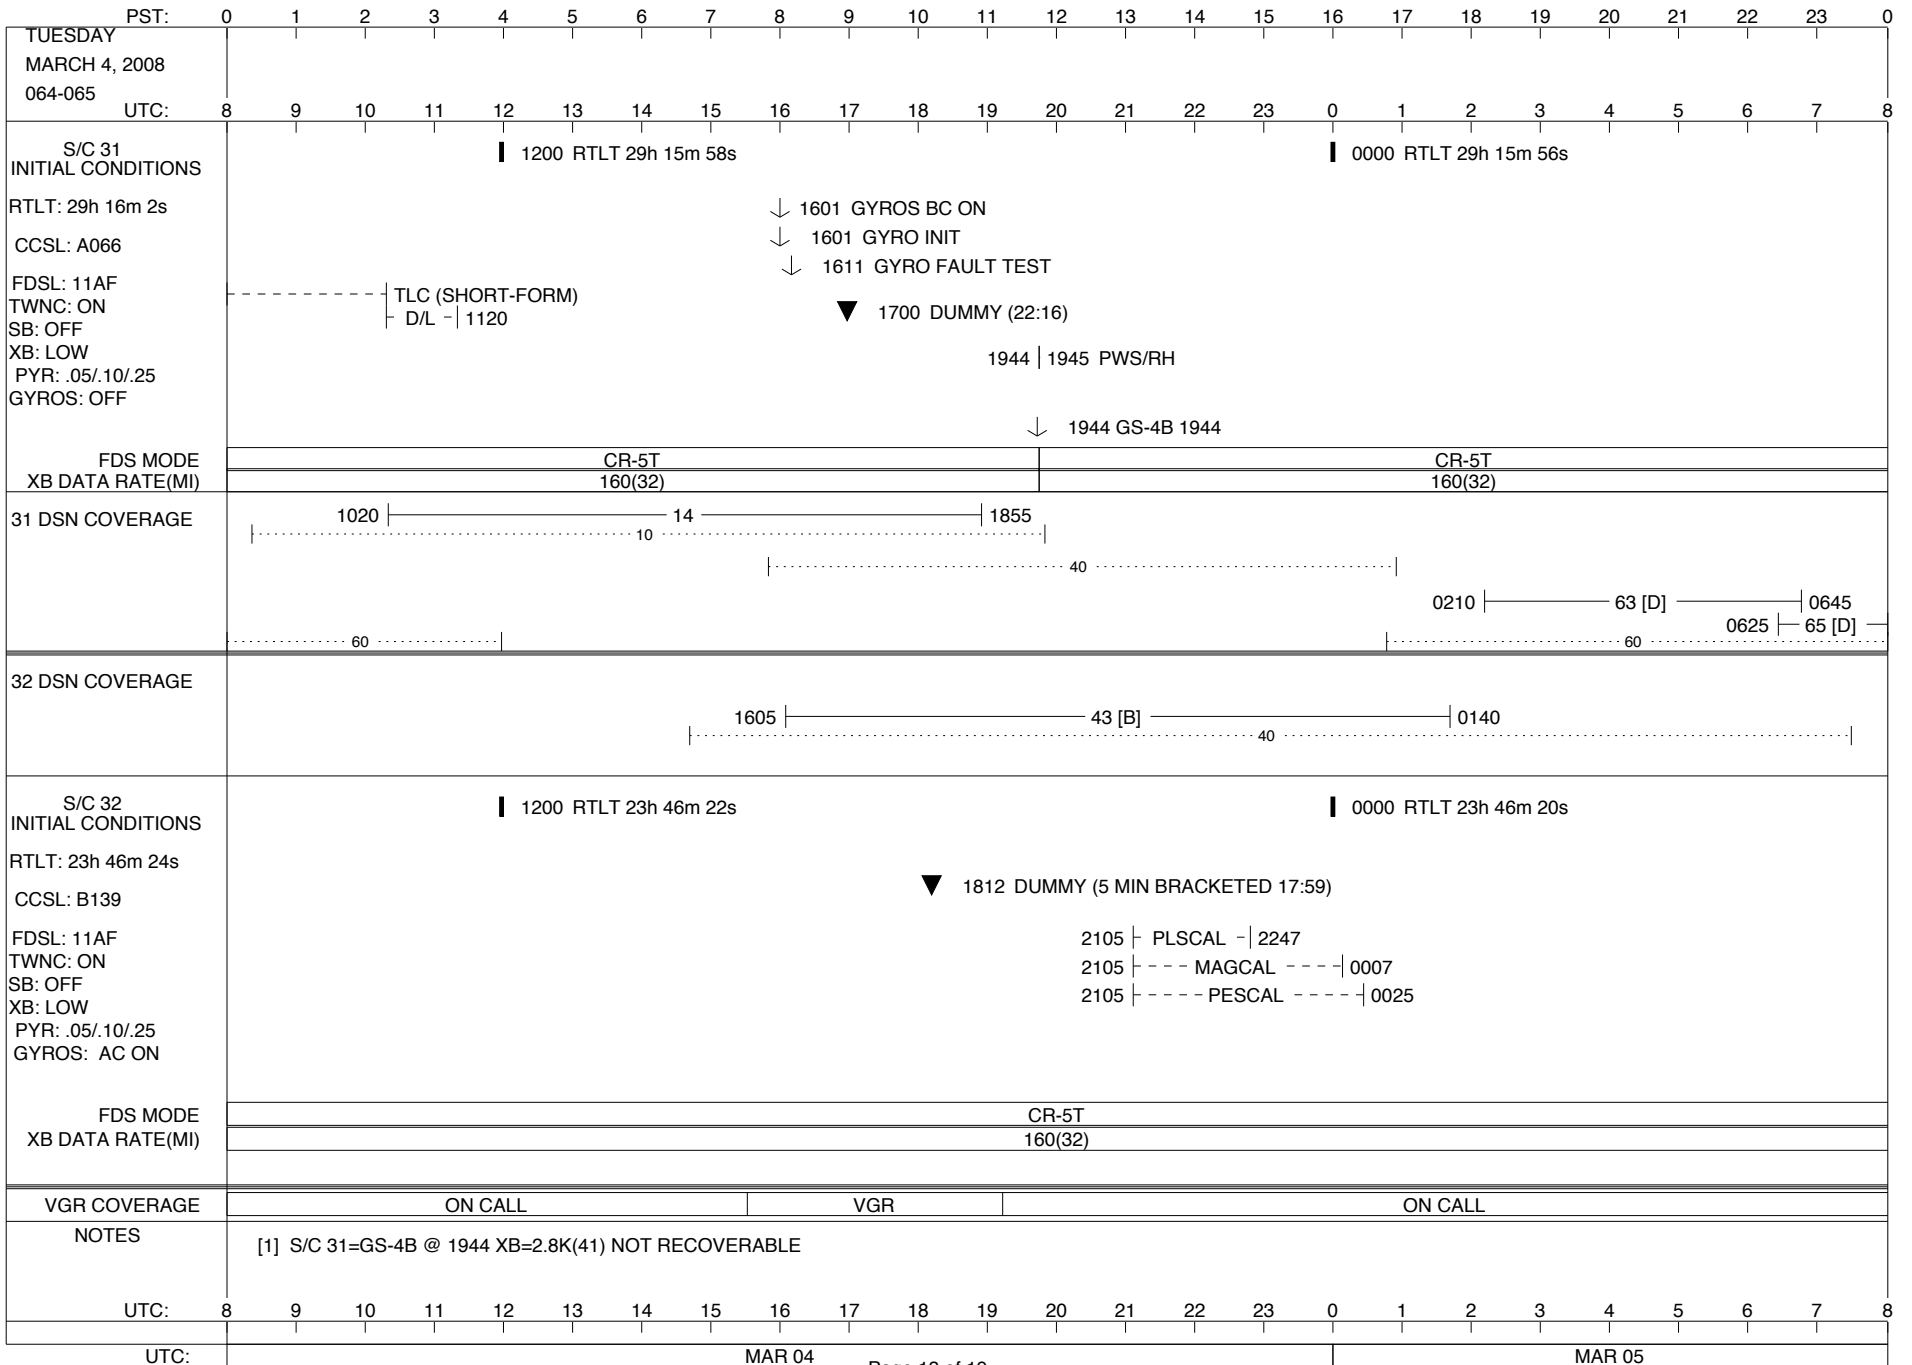 PST: 0 1 2 3 4 5 6 7 8 9 10 11 12 13 14 15 16 17 18 19 20 21 22 23 0
TUESDAY
MARCH 4, 2008
064-065
UTC: 8 9 10 11 12 13 14 15 16 17 18 19 20 21 22 23 0 1 2 3 4 5 6 7 8
S/C 31
INITIAL CONDITIONS
1200 RTLT 29h 15m 58s
0000 RTLT 29h 15m 56s
RTLT: 29h 16m 2s
1601 GYROS BC ON
CCSL: A066
1601 GYRO INIT
1611 GYRO FAULT TEST
FDSL: 11AF
TLC (SHORT-FORM)
TWNC: ON
D/L 1120
1700 DUMMY (22:16)
SB: OFF
XB: LOW
1944 1945 PWS/RH
PYR: .05/.10/.25
GYROS: OFF
1944 GS-4B 1944
FDS MODE CR-5T CR-5T
XB DATA RATE(MI) 160(32) 160(32)
31 DSN COVERAGE
1020 14 1855
10
40
0210 63 [D] 0645
0625 65 [D]
60 60
32 DSN COVERAGE
1605 43 [B] 0140
40
S/C 32
INITIAL CONDITIONS
1200 RTLT 23h 46m 22s
0000 RTLT 23h 46m 20s
RTLT: 23h 46m 24s
1812 DUMMY (5 MIN BRACKETED 17:59)
CCSL: B139
FDSL: 11AF
2105 PLSCAL 2247
TWNC: ON
2105 MAGCAL 0007
SB: OFF
2105 PESCAL 0025
XB: LOW
PYR: .05/.10/.25
GYROS: AC ON
FDS MODE CR-5T
XB DATA RATE(MI) 160(32)
VGR COVERAGE ON CALL VGR ON CALL
NOTES
[1] S/C 31=GS-4B @ 1944 XB=2.8K(41) NOT RECOVERABLE
UTC: 8 9 10 11 12 13 14 15 16 17 18 19 20 21 22 23 0 1 2 3 4 5 6 7 8
UTC: MAR 04 MAR 05